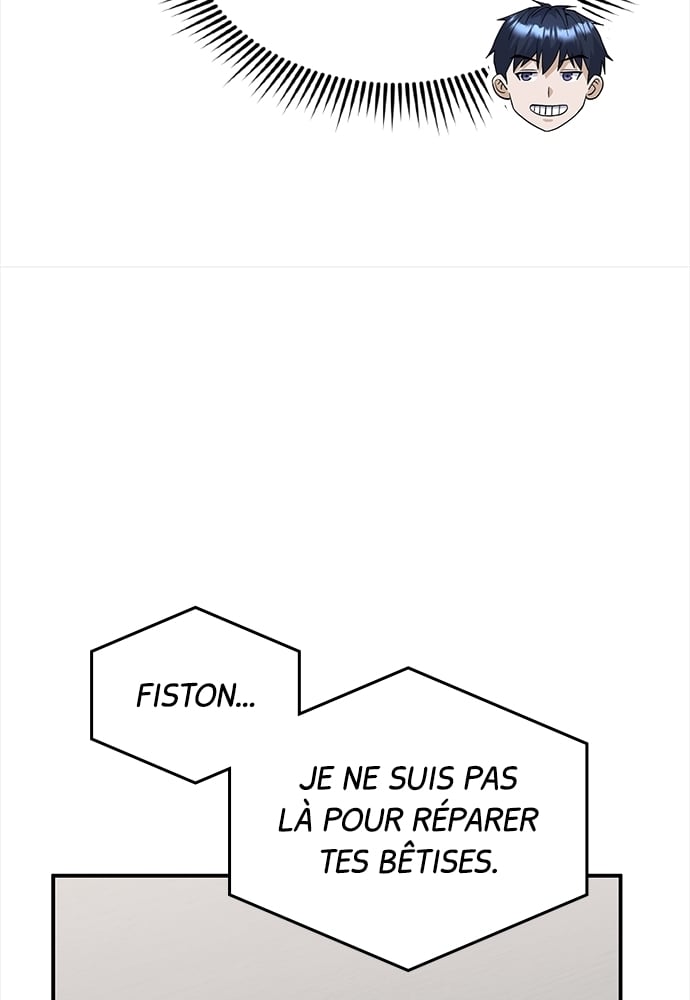 FISTON...
JE NE SUIS PAS
LÀ POUR RÉPARER
TES BÊTISES.